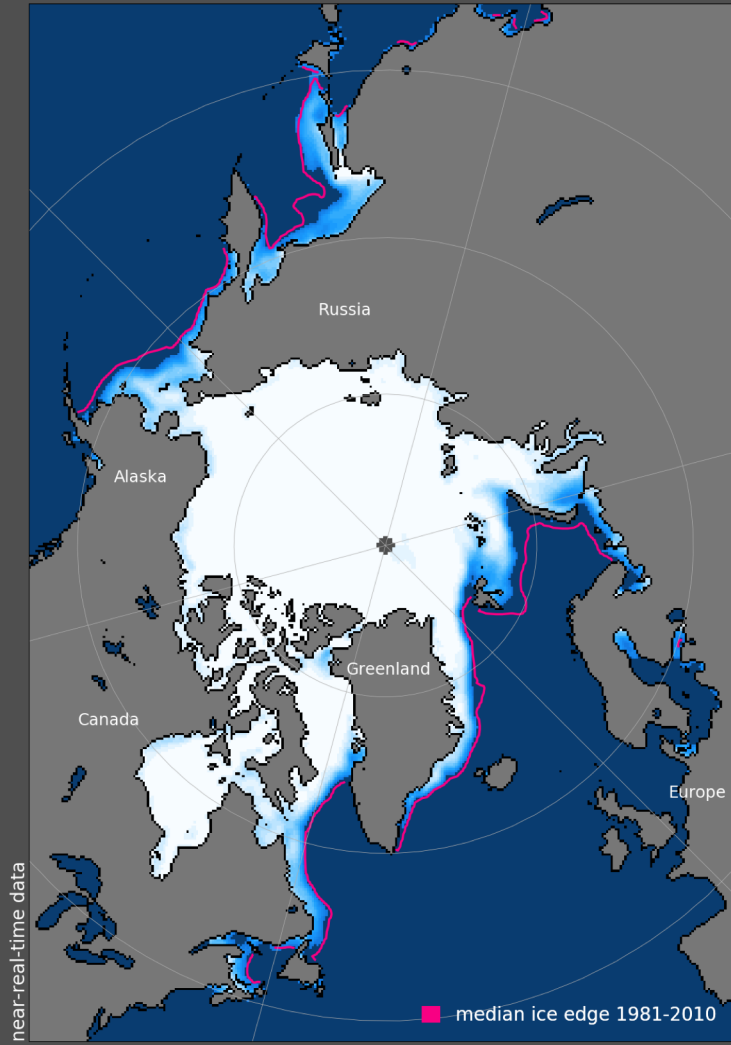 Russia
Alaska
Greenland
Canada
Europe
near-real-time data
median ice edge 1981-2010